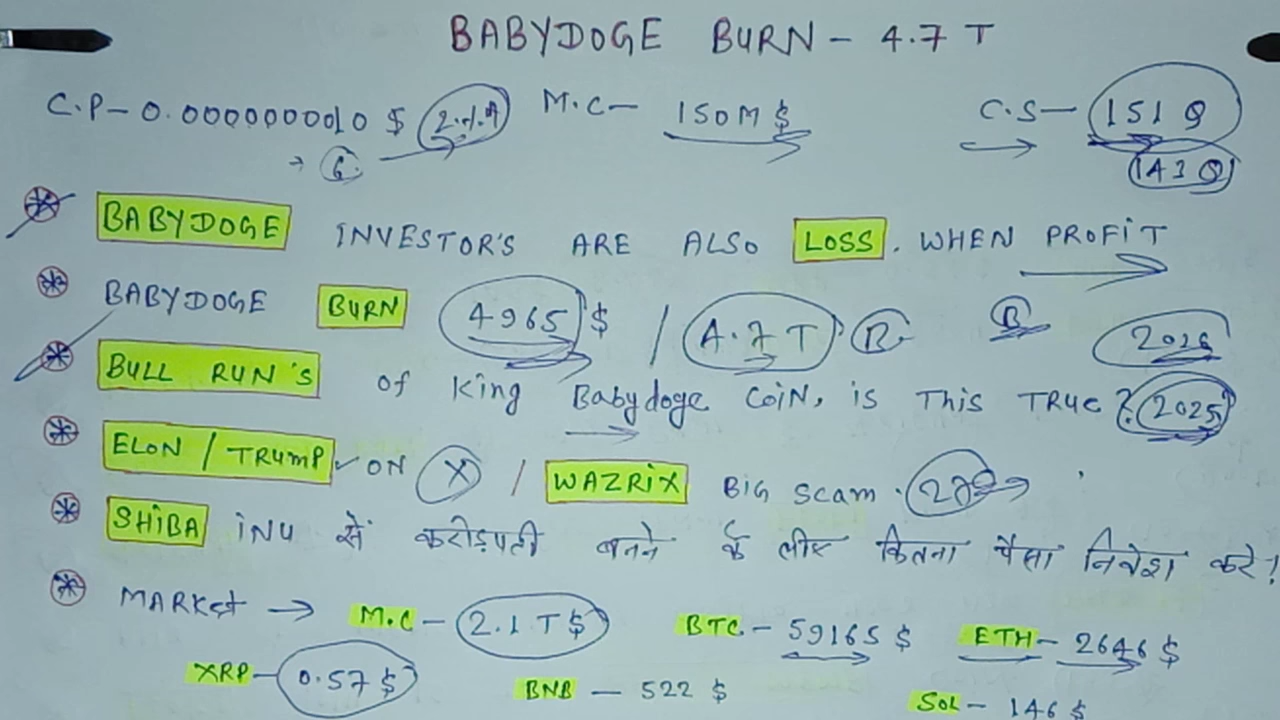 BABYDOGE BURN - 4.7 T
C.P - 0.0000000010 $ M.C - 150M $ C.S - 151 Q
6. 143 Q
BABYDOGE INVESTOR'S ARE ALSO LOSS. WHEN PROFIT
BABYDOGE BURN 4965 $ / 4.7 T B B
BULL RUN'S of King Babydoge COIN, is This TRUE ? 2025 2025
ELON / TRUMP ON X / WAZRIX BIG SCAM.
SHIBA INU से करोड़पती बनने के लीए कितना पैसा निवेश करे!
MARKET → M.C - 2.1 T $ BTC - 59165 $ ETH - 2646 $
XRP - 0.57 $ BNB - 522 $ SOL - 146 $